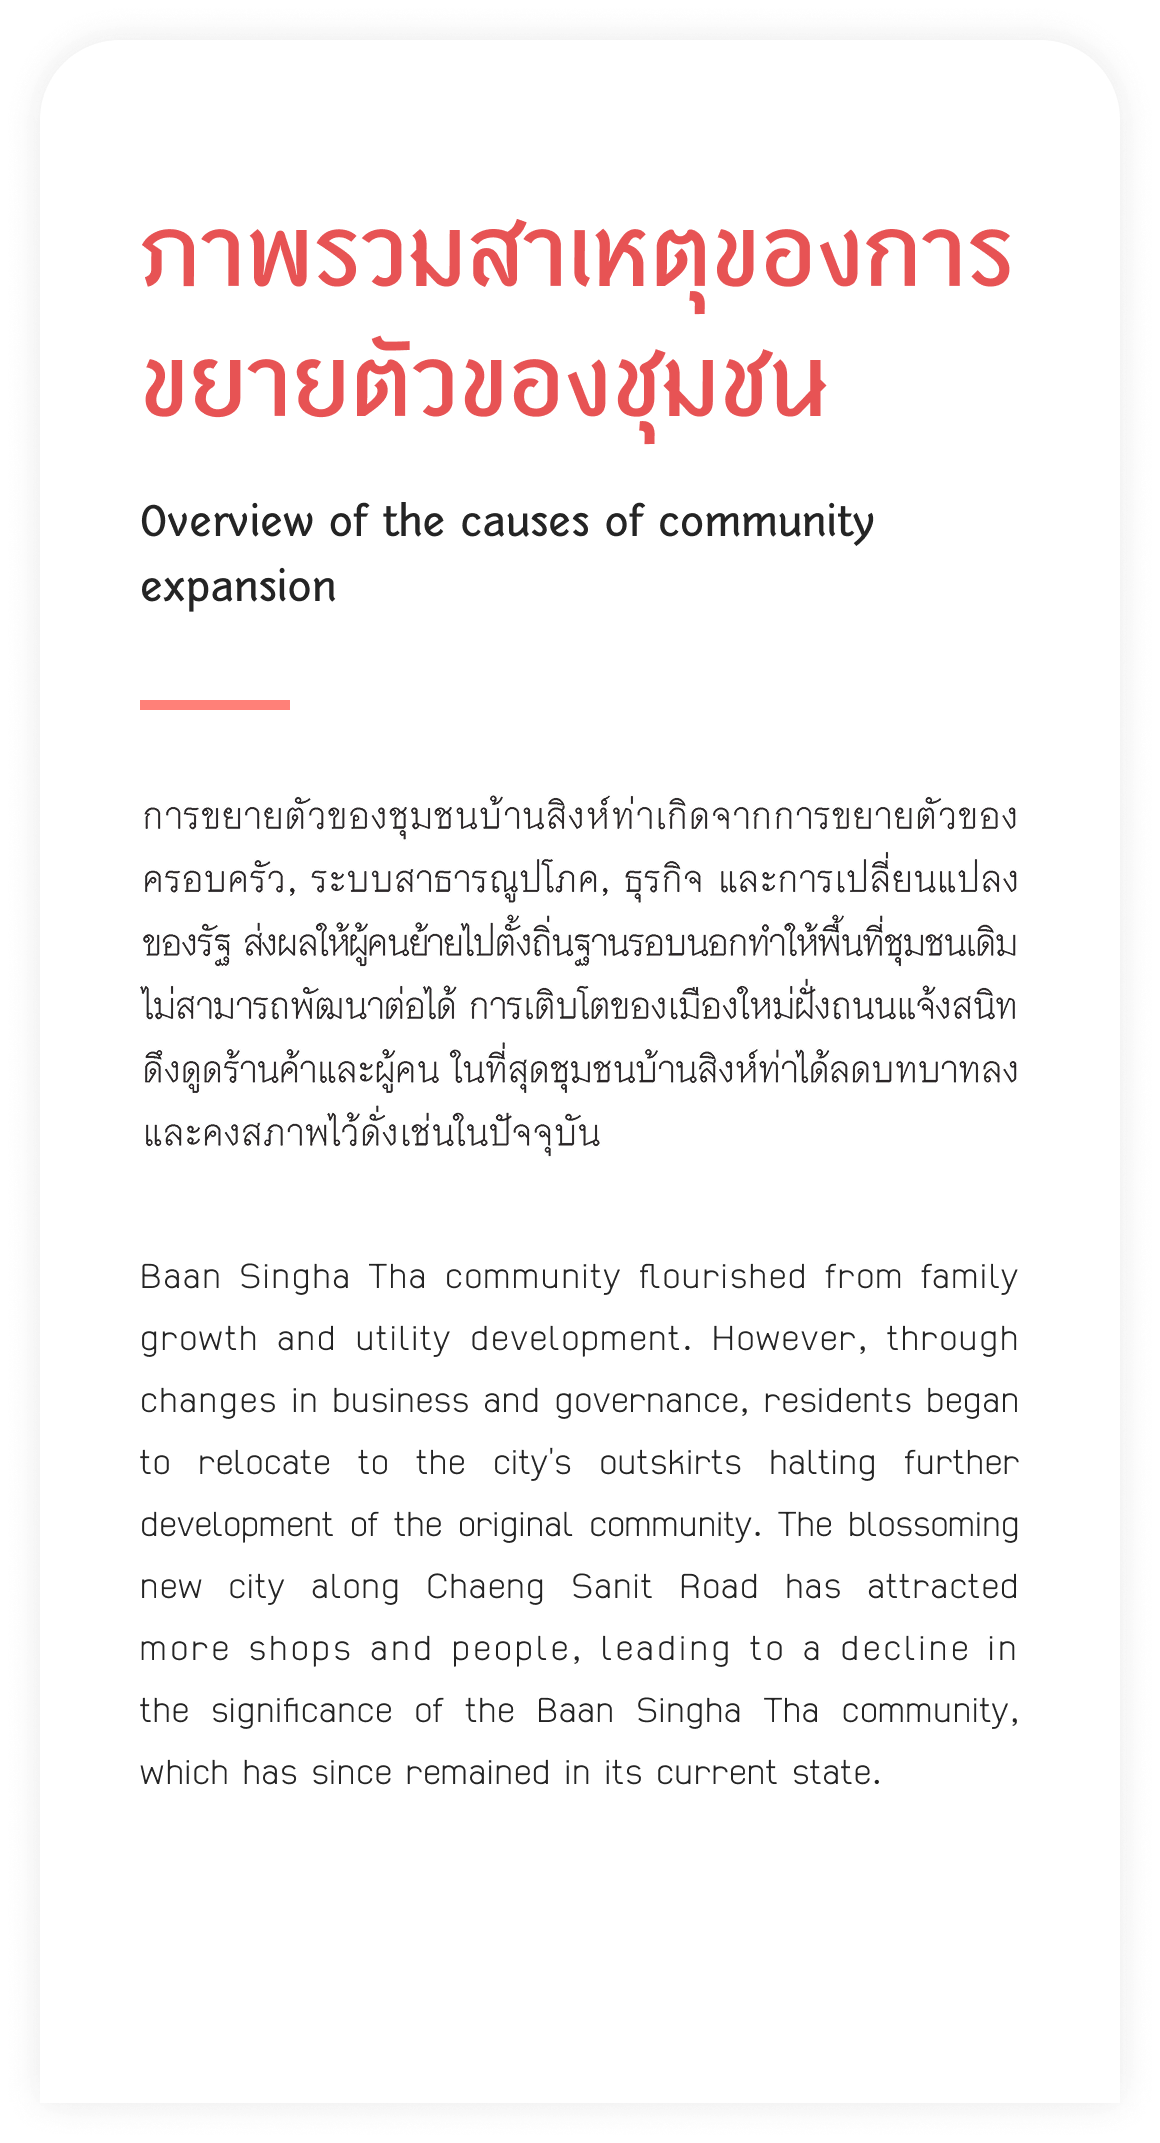 ภาพรวมสาเหตุของการ
ขยายตัวของชุมชน
Overview of the causes of community
expansion
การขยายตัวของชุมชนบ้านสิงห์ท่าเกิดจากการขยายตัวของ
ครอบครัว, ระบบสาธารณูปโภค, ธุรกิจ และการเปลี่ยนแปลง
ของรัฐ ส่งผลให้ผู้คนย้ายไปตั้งถิ่นฐานรอบนอกทำให้พื้นที่ชุมชนเดิม
ไม่สามารถพัฒนาต่อได้ การเติบโตของเมืองใหม่ฝั่งถนนแจ้งสนิท
ดึงดูดร้านค้าและผู้คน ในที่สุดชุมชนบ้านสิงห์ท่าได้ลดบทบาทลง
และคงสภาพไว้ดั่งเช่นในปัจจุบัน
Baan Singha Tha community flourished from family
growth and utility development. However, through
changes in business and governance, residents began
to relocate to the city's outskirts halting further
development of the original community. The blossoming
new city along Chaeng Sanit Road has attracted
more shops and people, leading to a decline in
the significance of the Baan Singha Tha community,
which has since remained in its current state.